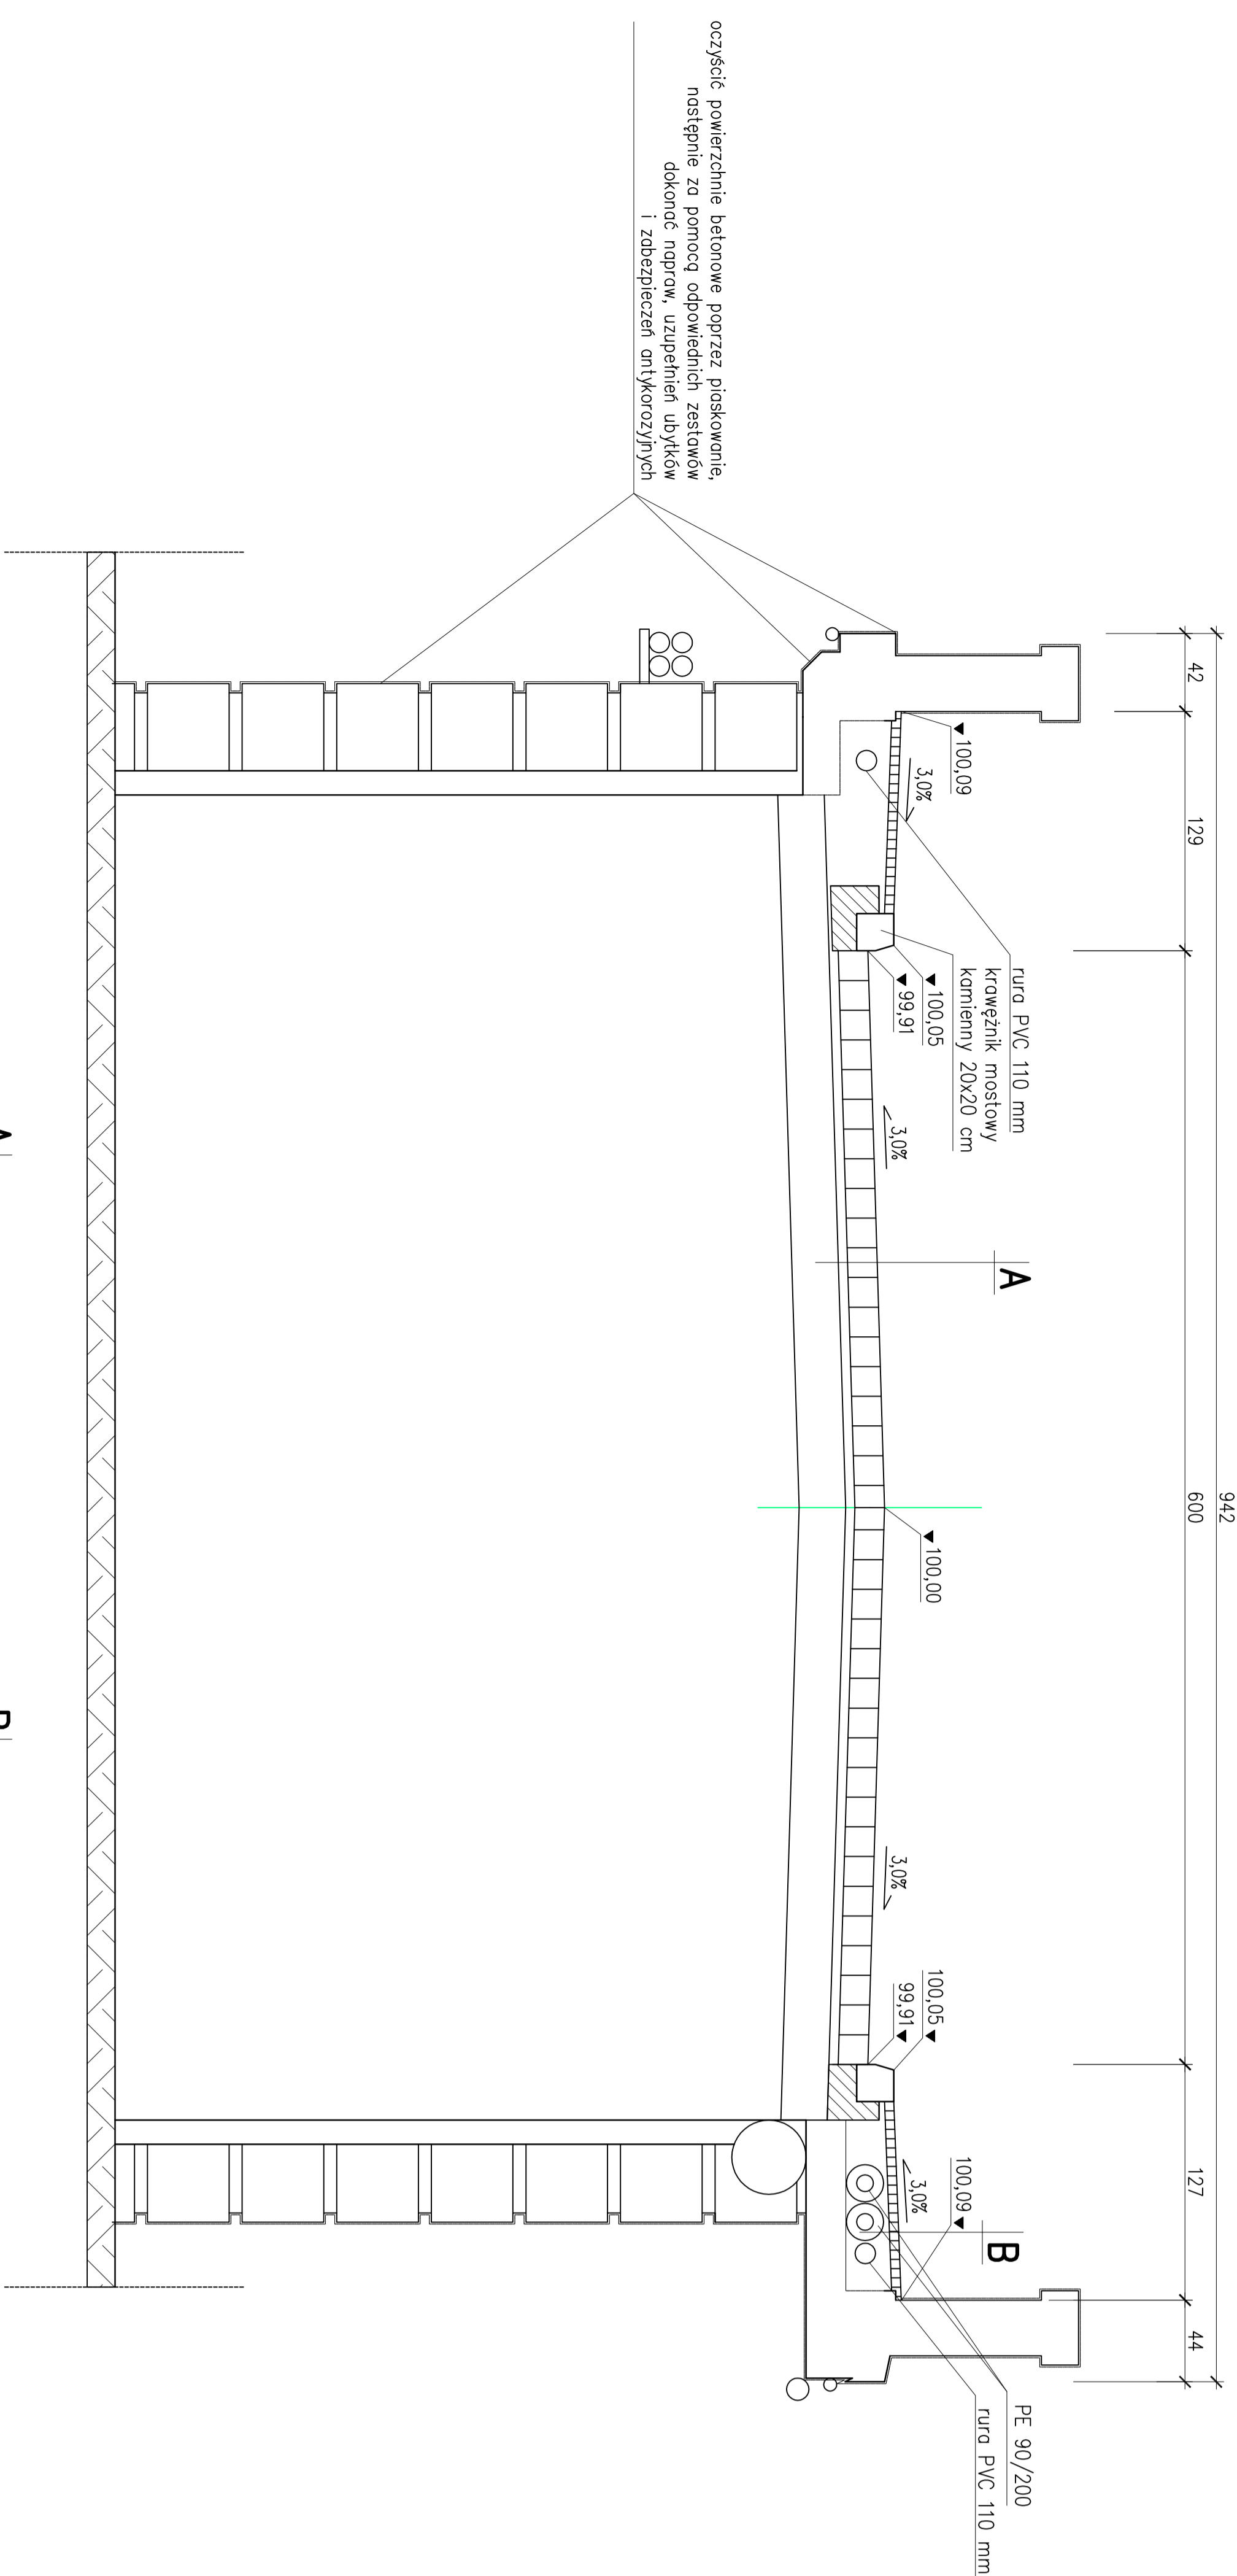 942
42
129
600
127
44
▼100,09
3,0%
rura PVC 110 mm
krawężnik mostowy
kamienny 20x20 cm
▼100,05
▼99,91
3,0%
A
▼100,00
3,0%
100,05▼
99,91▼
100,09▼
3,0%
B
PE 90/200
rura PVC 110 mm
oczyścić powierzchnie betonowe poprzez piaskowanie,
następnie za pomocą odpowiednich zestawów
dokonać napraw, uzupełnień ubytków
i zabezpieczeń antykorozyjnych